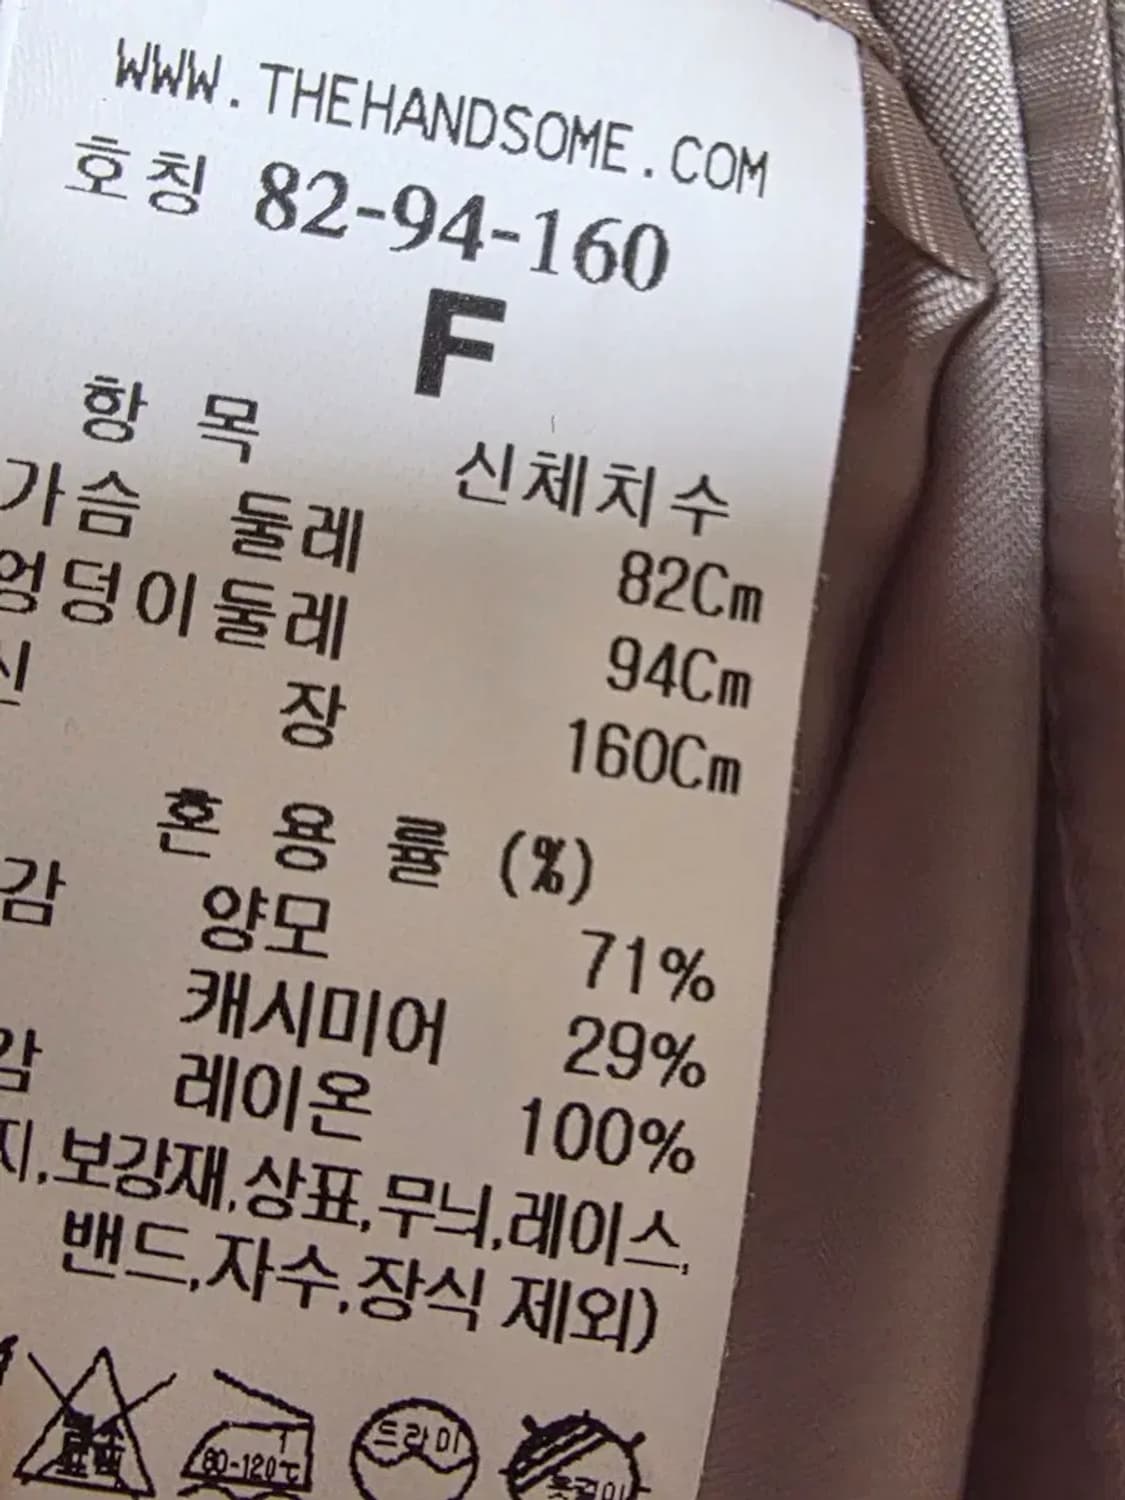 WWW.THEHANDSOME.COM
호칭 82-94-160
F
항 목 신체치수
가슴 둘레 82Cm
엉덩이둘레 94Cm
신 장 160Cm
혼 용 률 (%)
감 양모 71%
캐시미어 29%
감 레이온 100%
지,보강재,상표,무늬,레이스,
밴드,자수,장식 제외)
80-120℃ 드라이